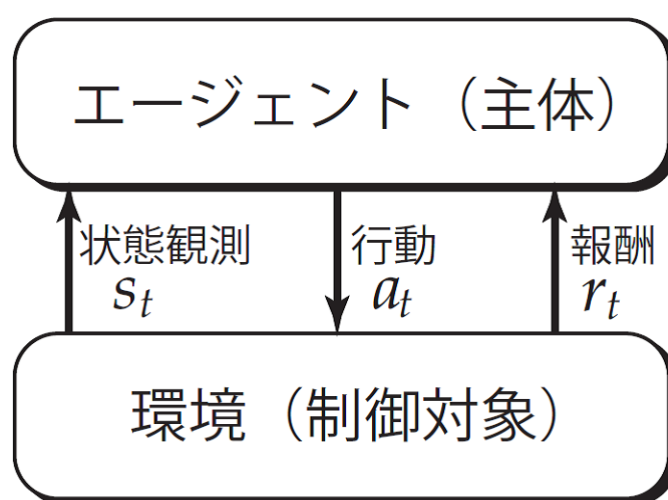 エージェント（主体）
状態観測 行動 報酬
s_t a_t r_t
環境（制御対象）